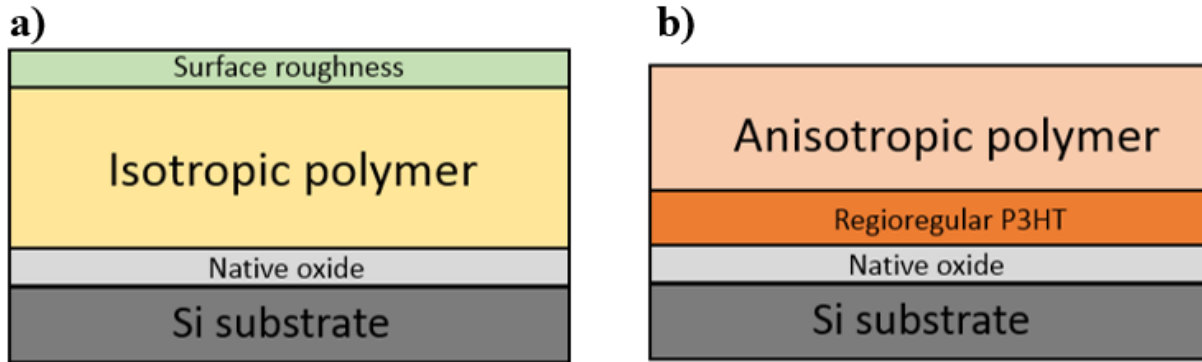 a)
Surface roughness
Isotropic polymer
Native oxide
Si substrate
b)
Anisotropic polymer
Regioregular P3HT
Native oxide
Si substrate